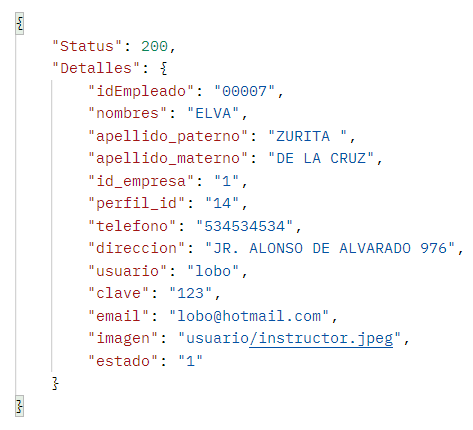 {
"Status": 200,
"Detalles": {
"idEmpleado": "00007",
"nombres": "ELVA",
"apellido_paterno": "ZURITA ",
"apellido_materno": "DE LA CRUZ",
"id_empresa": "1",
"perfil_id": "14",
"telefono": "534534534",
"direccion": "JR. ALONSO DE ALVARADO 976",
"usuario": "lobo",
"clave": "123",
"email": "lobo@hotmail.com",
"imagen": "usuario/instructor.jpeg",
"estado": "1"
}
}